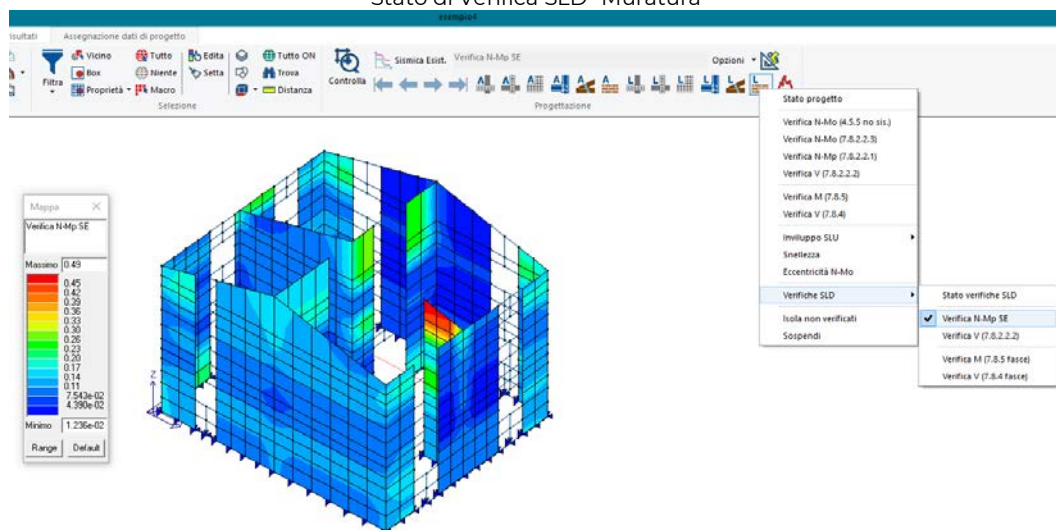 Stato di verifica SLD- Muratura
esempio4
isultati Assegnazione dati di progetto
Filtra
Vicino Tutto Edita Tutto ON
Box Niente Setta Trova
Proprietà Macro Distanza
Selezione
Controlla
Sismica Esist. Verifica N-Mp SE Opzioni
Progettazione
Mappa
Verifica N-Mp SE
Massimo 0.49
0.45
0.42
0.39
0.36
0.33
0.30
0.26
0.23
0.20
0.17
0.14
0.11
7.543e-02
4.390e-02
Minimo 1.236e-02
Range Default
Z
Stato progetto
Verifica N-Mo (4.5.5 no sis.)
Verifica N-Mo (7.8.2.2.3)
Verifica N-Mp (7.8.2.2.1)
Verifica V (7.8.2.2.2)
Verifica M (7.8.5)
Verifica V (7.8.4)
Inviluppo SLU
Snellezza
Eccentricità N-Mo
Verifiche SLD
Isola non verificati
Sospendi
Stato verifiche SLD
Verifica N-Mp SE
Verifica V (7.8.2.2.2)
Verifica M (7.8.5 fasce)
Verifica V (7.8.4 fasce)